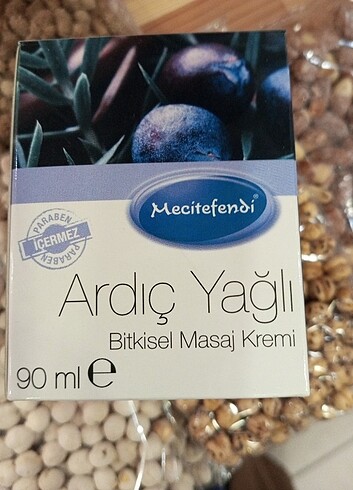 Mecitefendi
PARABEN
İÇERMEZ
PARABEN
Ardıç Yağlı
Bitkisel Masaj Kremi
90 ml e